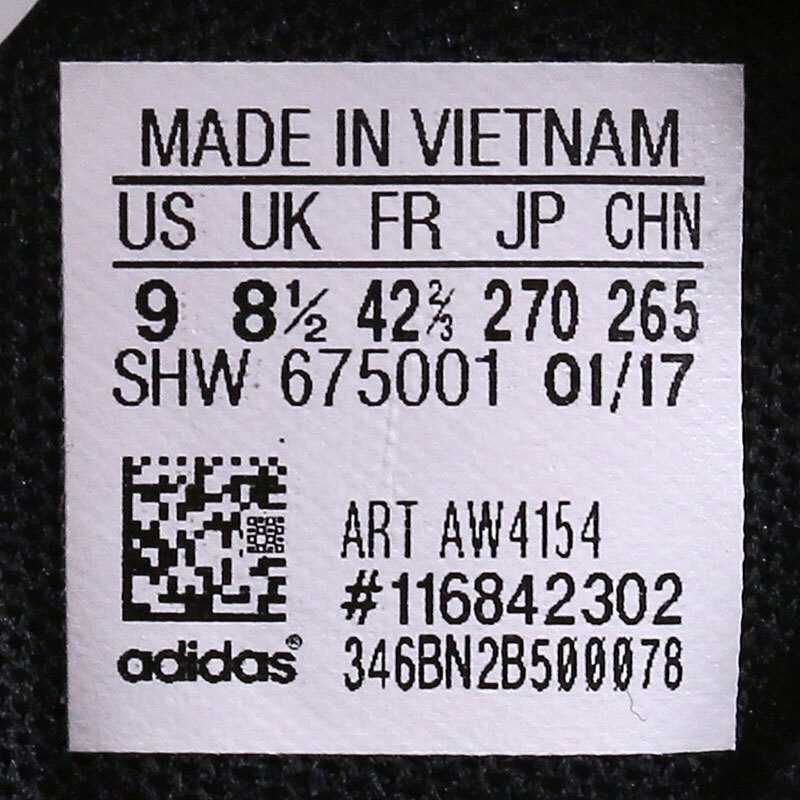 MADE IN VIETNAM
US UK FR JP CHN
9 8½ 42⅔ 270 265
SHW 675001 01/17
ART AW4154
#116842302
adidas® 346BN2B500078